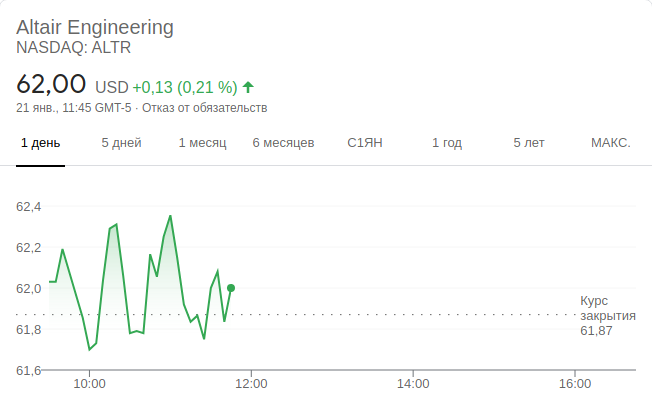 Altair Engineering
NASDAQ: ALTR
62,00 USD +0,13 (0,21 %)
21 янв., 11:45 GMT-5 · Отказ от обязательств
1 день 5 дней 1 месяц 6 месяцев С1ЯН 1 год 5 лет МАКС.
62,4
62,2
62,0
61,8
61,6
Курс
закрытия
61,87
10:00 12:00 14:00 16:00